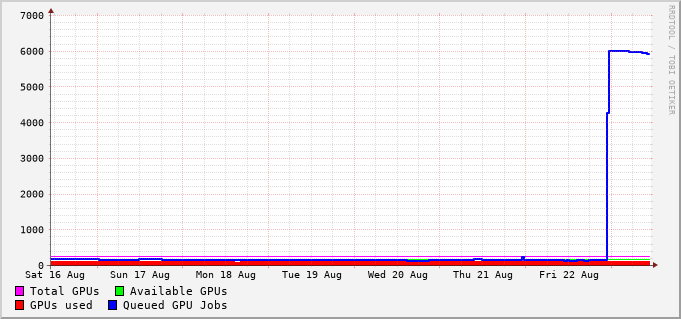 7000
6000
5000
4000
3000
2000
1000
0
Sat 16 Aug Sun 17 Aug Mon 18 Aug Tue 19 Aug Wed 20 Aug Thu 21 Aug Fri 22 Aug
Total GPUs Available GPUs
GPUs used Queued GPU Jobs
RRDTOOL / TOBI OETIKER